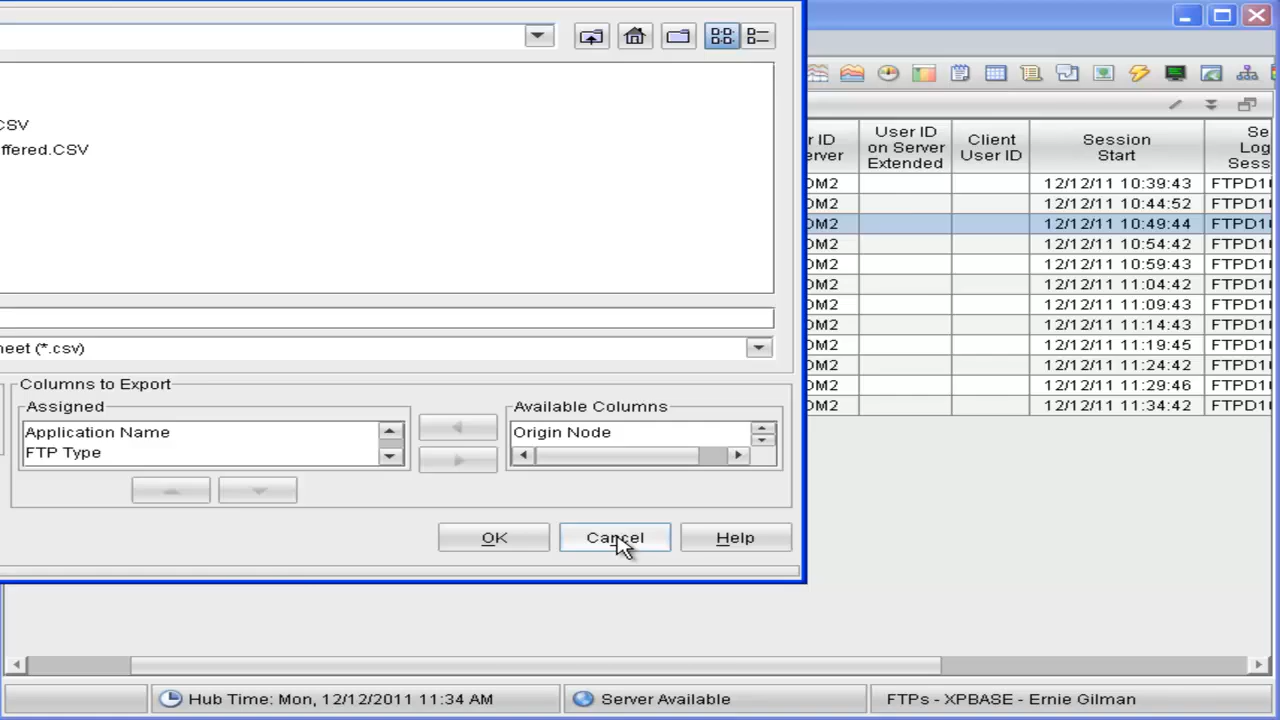 CSV
ffered.CSV
heet (*.csv)
Columns to Export
Assigned
Application Name
FTP Type
Available Columns
Origin Node
OK
Cancel
Help
r ID
erver
User ID
on Server
Extended
Client
User ID
Session
Start
Se
Log
Sess
OM2 12/12/11 10:39:43 FTPD1
OM2 12/12/11 10:44:52 FTPD1
OM2 12/12/11 10:49:44 FTPD1
OM2 12/12/11 10:54:42 FTPD1
OM2 12/12/11 10:59:43 FTPD1
OM2 12/12/11 11:04:42 FTPD1
OM2 12/12/11 11:09:43 FTPD1
OM2 12/12/11 11:14:43 FTPD1
OM2 12/12/11 11:19:45 FTPD1
OM2 12/12/11 11:24:42 FTPD1
OM2 12/12/11 11:29:46 FTPD1
OM2 12/12/11 11:34:42 FTPD1
Hub Time: Mon, 12/12/2011 11:34 AM
Server Available
FTPs - XPBASE - Ernie Gilman